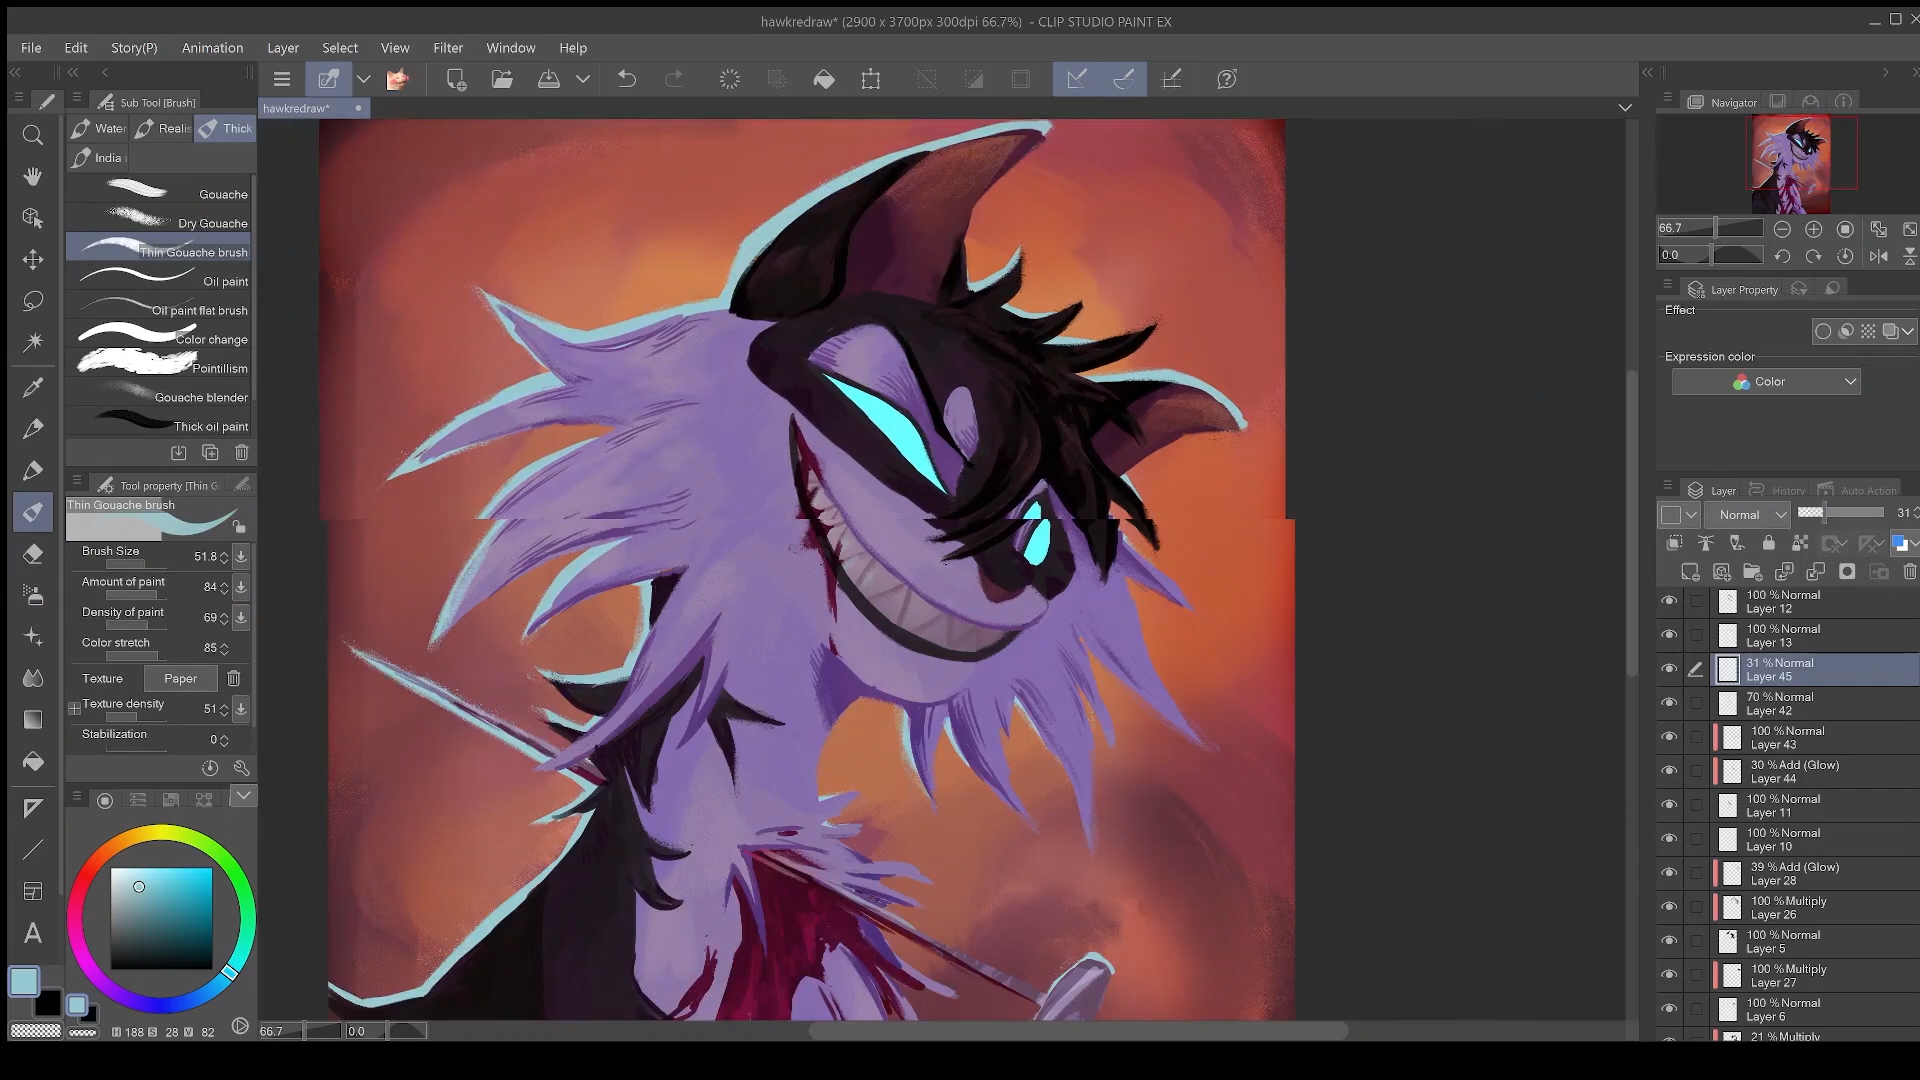 hawkredraw* (2900 x 3700px 300dpi 66.7%) - CLIP STUDIO PAINT EX
File Edit Story(P) Animation Layer Select View Filter Window Help
Sub Tool [Brush]
hawkredraw*
Navigator
Water Realis Thick
India
Gouache
Dry Gouache
Thin Gouache brush
Oil paint
Oil paint flat brush
Color change
Pointillism
Gouache blender
Thick oil paint
Tool property [Thin G
Thin Gouache brush
Brush Size 51.8
Amount of paint 84
Density of paint 69
Color stretch 85
Texture Paper
Texture density 51
Stabilization 0
H 188 S 28 V 82
66.7 0.0
66.7
0.0
Layer Property
Effect
Expression color
Color
Layer History Auto Action
Normal 31
100 % Normal
Layer 12
100 % Normal
Layer 13
31 % Normal
Layer 45
70 % Normal
Layer 42
100 % Normal
Layer 43
30 % Add (Glow)
Layer 44
100 % Normal
Layer 11
100 % Normal
Layer 10
39 % Add (Glow)
Layer 28
100 % Multiply
Layer 26
100 % Normal
Layer 5
100 % Multiply
Layer 27
100 % Normal
Layer 6
21 % Multiply